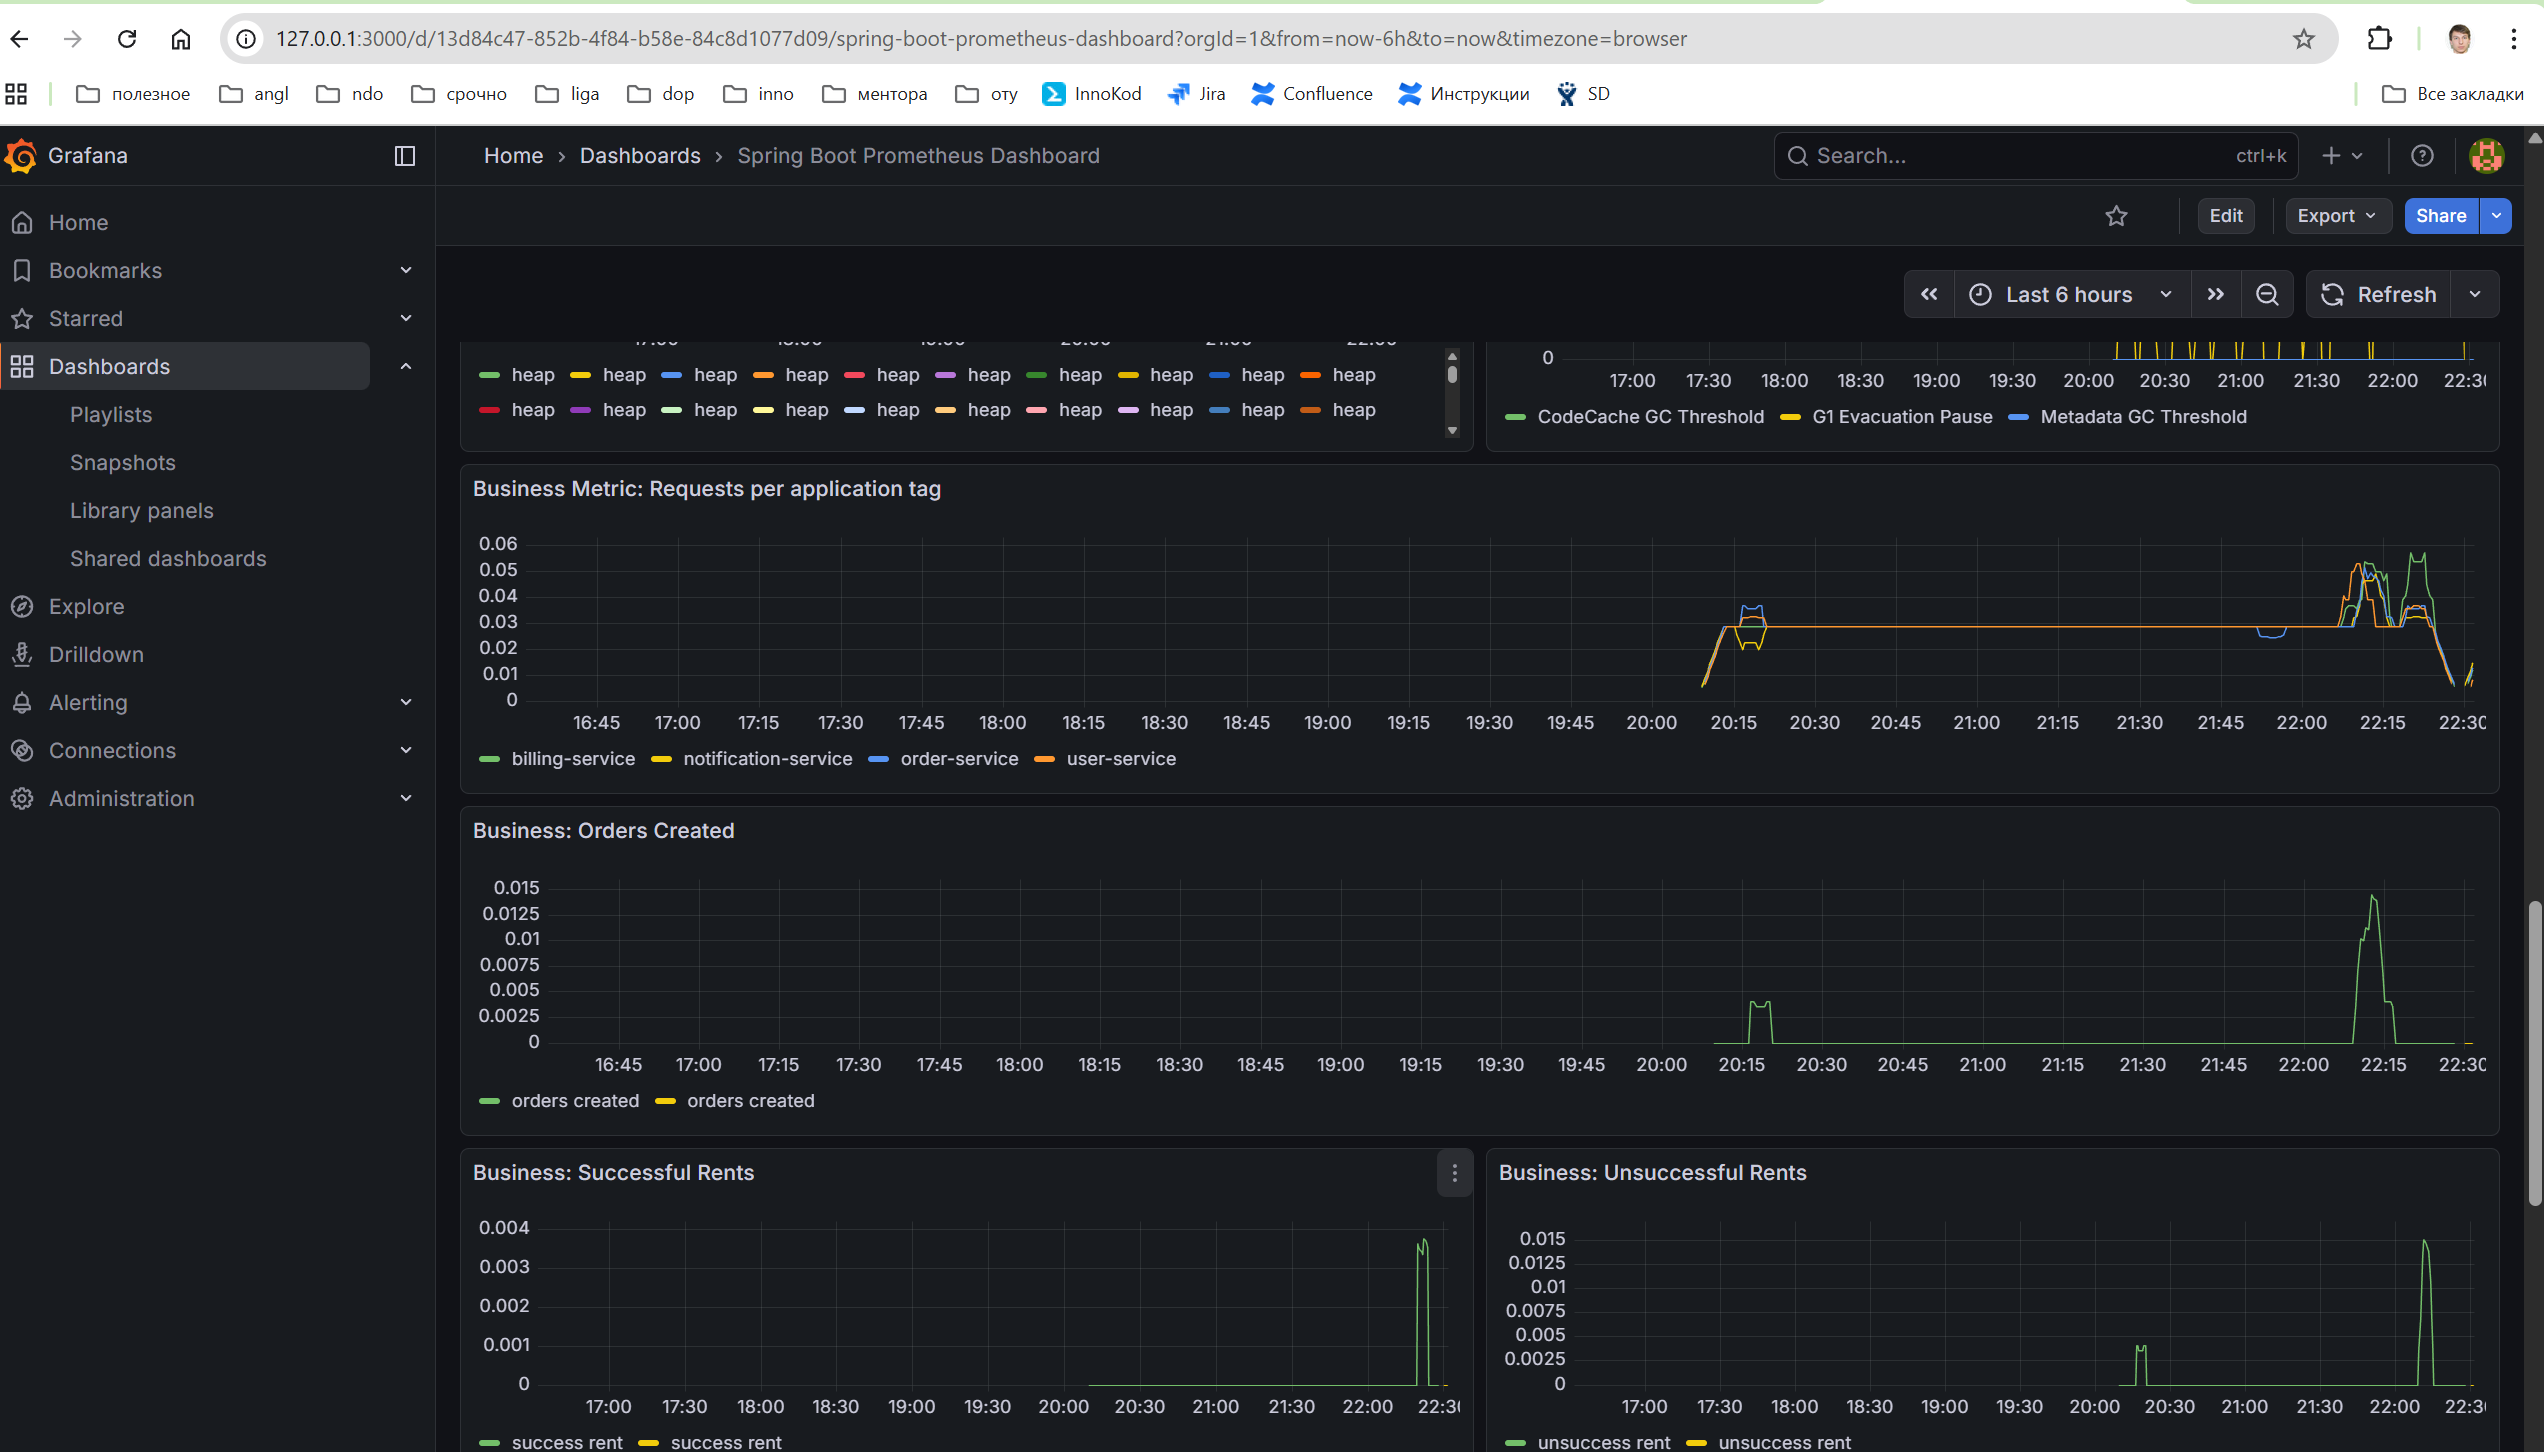 127.0.0.1:3000/d/13d84c47-852b-4f84-b58e-84c8d1077d09/spring-boot-prometheus-dashboard?orgId=1&from=now-6h&to=now&timezone=browser
полезное angl ndo срочно liga dop inno ментора оту InnoKod Jira Confluence Инструкции SD Все закладки
Grafana
Home › Dashboards › Spring Boot Prometheus Dashboard
Search... ctrl+k
Edit Export Share
Last 6 hours Refresh
Home
Bookmarks
Starred
Dashboards
Playlists
Snapshots
Library panels
Shared dashboards
Explore
Drilldown
Alerting
Connections
Administration
heap heap heap heap heap heap heap heap heap heap
heap heap heap heap heap heap heap heap heap heap
0
17:00 17:30 18:00 18:30 19:00 19:30 20:00 20:30 21:00 21:30 22:00
CodeCache GC Threshold G1 Evacuation Pause Metadata GC Threshold
Business Metric: Requests per application tag
0.06
0.05
0.04
0.03
0.02
0.01
0
16:45 17:00 17:15 17:30 17:45 18:00 18:15 18:30 18:45 19:00 19:15 19:30 19:45 20:00 20:15 20:30 20:45 21:00 21:15 21:30 21:45 22:00 22:15 22:30
billing-service notification-service order-service user-service
Business: Orders Created
0.015
0.0125
0.01
0.0075
0.005
0.0025
0
16:45 17:00 17:15 17:30 17:45 18:00 18:15 18:30 18:45 19:00 19:15 19:30 19:45 20:00 20:15 20:30 20:45 21:00 21:15 21:30 21:45 22:00 22:15 22:30
orders created orders created
Business: Successful Rents
0.004
0.003
0.002
0.001
0
17:00 17:30 18:00 18:30 19:00 19:30 20:00 20:30 21:00 21:30 22:00
success rent success rent
Business: Unsuccessful Rents
0.015
0.0125
0.01
0.0075
0.005
0.0025
0
17:00 17:30 18:00 18:30 19:00 19:30 20:00 20:30 21:00 21:30 22:00
unsuccess rent unsuccess rent